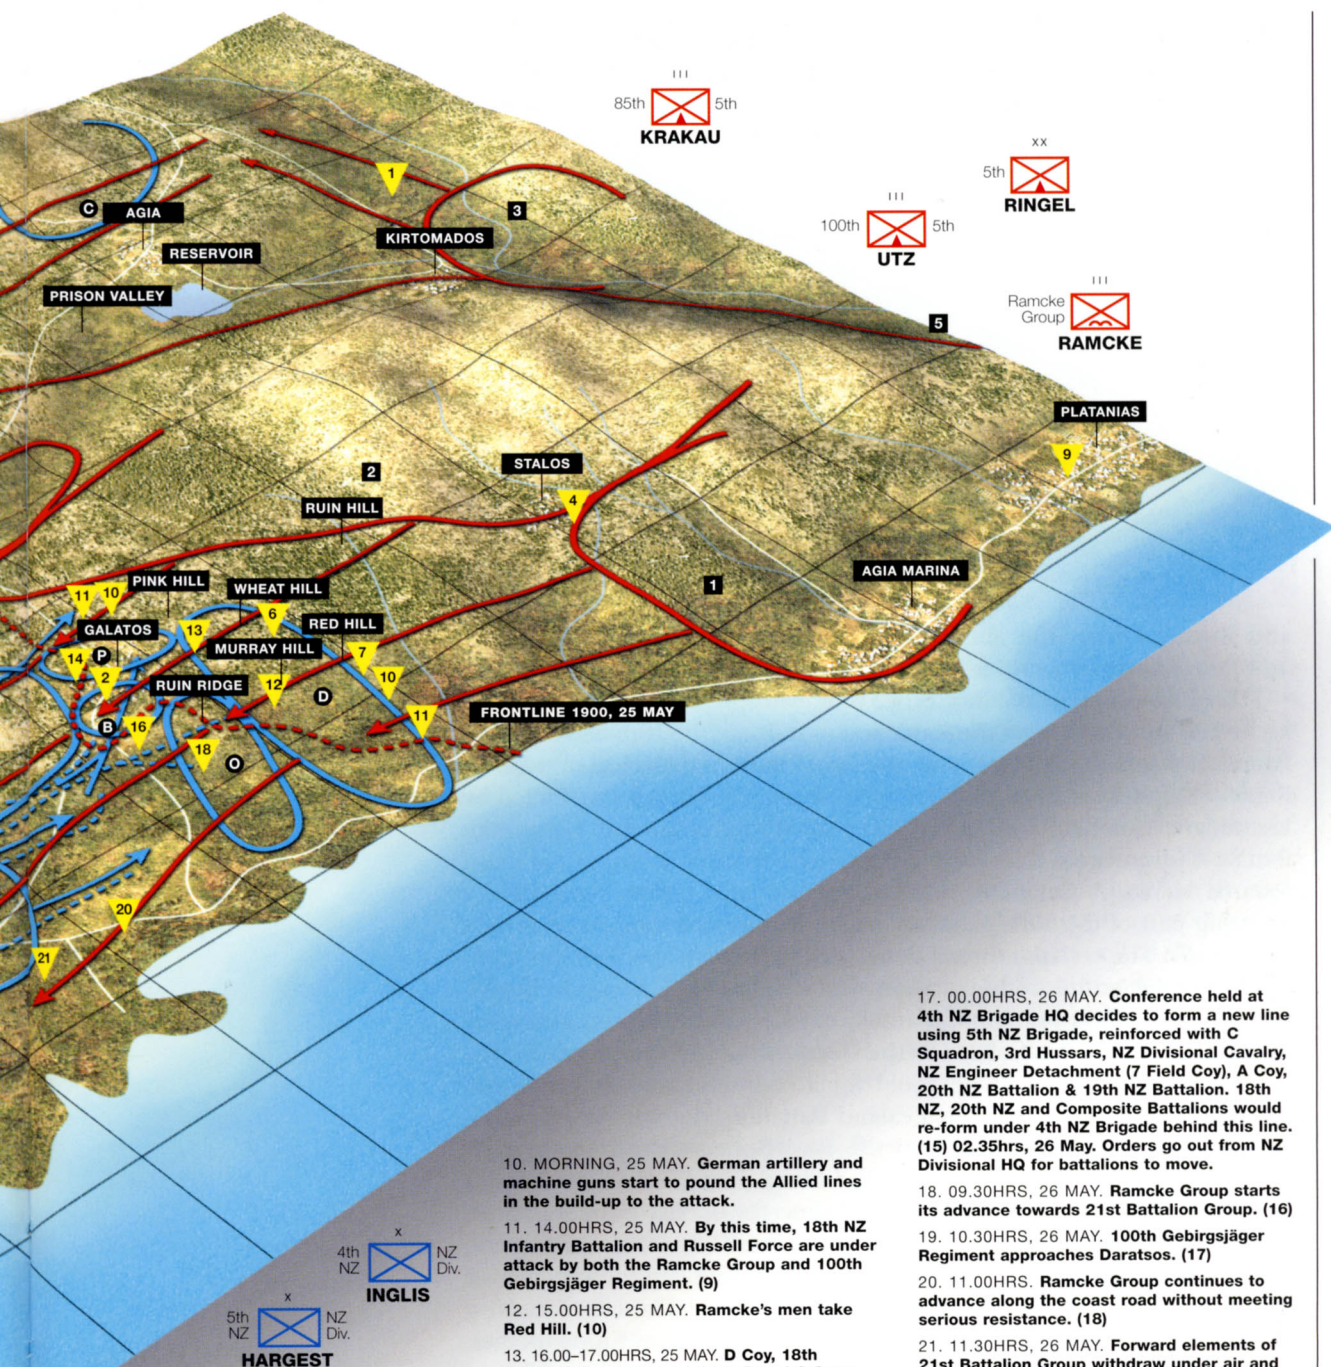 III
85th 5th
KRAKAU
XX
5th
RINGEL
III
100th 5th
UTZ
III
Ramcke
Group
RAMCKE
1
C
AGIA
3
KIRTOMADOS
RESERVOIR
PRISON VALLEY
5
PLATANIAS
9
2
STALOS
4
RUIN HILL
1
AGIA MARINA
11
10
PINK HILL
WHEAT HILL
6
GALATOS
13
RED HILL
14
P
MURRAY HILL
7
2
RUIN RIDGE
12
D
10
B
16
11
FRONTLINE 1900, 25 MAY
18
O
20
21
X
4th NZ
NZ Div.
INGLIS
X
5th NZ
NZ Div.
HARGEST
10. MORNING, 25 MAY. German artillery and
machine guns start to pound the Allied lines
in the build-up to the attack.
11. 14.00HRS, 25 MAY. By this time, 18th NZ
Infantry Battalion and Russell Force are under
attack by both the Ramcke Group and 100th
Gebirgsjäger Regiment. (9)
12. 15.00HRS, 25 MAY. Ramcke's men take
Red Hill. (10)
13. 16.00–17.00HRS, 25 MAY. D Coy, 18th
17. 00.00HRS, 26 MAY. Conference held at
4th NZ Brigade HQ decides to form a new line
using 5th NZ Brigade, reinforced with C
Squadron, 3rd Hussars, NZ Divisional Cavalry,
NZ Engineer Detachment (7 Field Coy), A Coy,
20th NZ Battalion & 19th NZ Battalion. 18th
NZ, 20th NZ and Composite Battalions would
re-form under 4th NZ Brigade behind this line.
(15) 02.35hrs, 26 May. Orders go out from NZ
Divisional HQ for battalions to move.
18. 09.30HRS, 26 MAY. Ramcke Group starts
its advance towards 21st Battalion Group. (16)
19. 10.30HRS, 26 MAY. 100th Gebirgsjäger
Regiment approaches Daratsos. (17)
20. 11.00HRS. Ramcke Group continues to
advance along the coast road without meeting
serious resistance. (18)
21. 11.30HRS, 26 MAY. Forward elements of
21st Battalion Group withdraw under air and